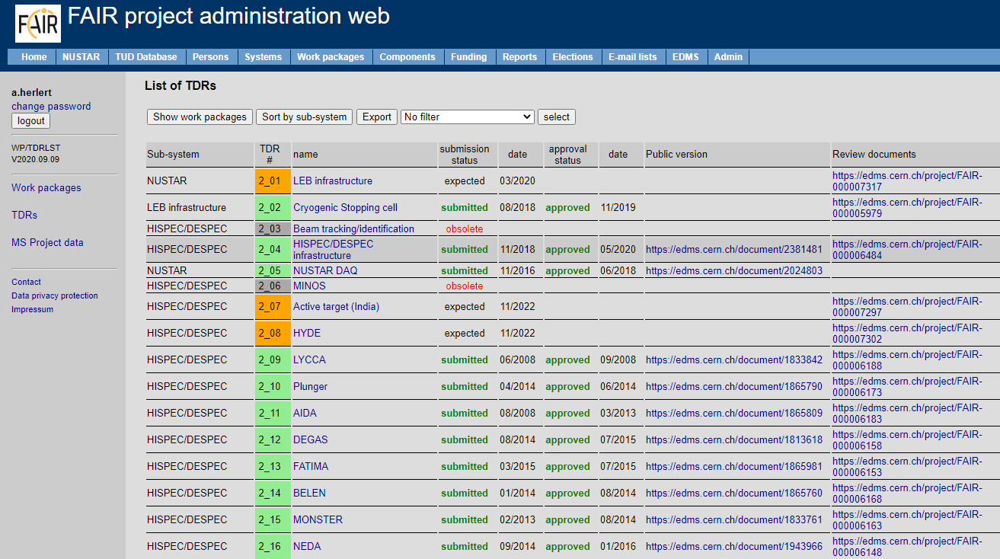 FAIR
FAIR project administration web
Home NUSTAR TUD Database Persons Systems Work packages Components Funding Reports Elections E-mail lists EDMS Admin
a.herlert
change password
logout
WP/TDRLST
V2020.09.09
Work packages
TDRs
MS Project data
Contact
Data privacy protection
Impressum
List of TDRs
Show work packages Sort by sub-system Export No filter select
Sub-system TDR # name submission status date approval status date Public version Review documents
NUSTAR 2_01 LEB infrastructure expected 03/2020 https://edms.cern.ch/project/FAIR-
000007317
LEB infrastructure 2_02 Cryogenic Stopping cell submitted 08/2018 approved 11/2019 https://edms.cern.ch/project/FAIR-
000005979
HISPEC/DESPEC 2_03 Beam tracking/identification obsolete
HISPEC/DESPEC 2_04 HISPEC/DESPEC infrastructure submitted 11/2018 approved 05/2020 https://edms.cern.ch/document/2381481 https://edms.cern.ch/project/FAIR-
000006484
NUSTAR 2_05 NUSTAR DAQ submitted 11/2016 approved 06/2018 https://edms.cern.ch/document/2024803
HISPEC/DESPEC 2_06 MINOS obsolete
HISPEC/DESPEC 2_07 Active target (India) expected 11/2022 https://edms.cern.ch/project/FAIR-
000007297
HISPEC/DESPEC 2_08 HYDE expected 11/2022 https://edms.cern.ch/project/FAIR-
000007302
HISPEC/DESPEC 2_09 LYCCA submitted 06/2008 approved 09/2008 https://edms.cern.ch/document/1833842 https://edms.cern.ch/project/FAIR-
000006188
HISPEC/DESPEC 2_10 Plunger submitted 04/2014 approved 06/2014 https://edms.cern.ch/document/1865790 https://edms.cern.ch/project/FAIR-
000006173
HISPEC/DESPEC 2_11 AIDA submitted 08/2008 approved 03/2013 https://edms.cern.ch/document/1865809 https://edms.cern.ch/project/FAIR-
000006183
HISPEC/DESPEC 2_12 DEGAS submitted 08/2014 approved 07/2015 https://edms.cern.ch/document/1813618 https://edms.cern.ch/project/FAIR-
000006158
HISPEC/DESPEC 2_13 FATIMA submitted 03/2015 approved 07/2015 https://edms.cern.ch/document/1865981 https://edms.cern.ch/project/FAIR-
000006153
HISPEC/DESPEC 2_14 BELEN submitted 01/2014 approved 08/2014 https://edms.cern.ch/document/1865760 https://edms.cern.ch/project/FAIR-
000006168
HISPEC/DESPEC 2_15 MONSTER submitted 02/2013 approved 08/2014 https://edms.cern.ch/document/1833761 https://edms.cern.ch/project/FAIR-
000006163
HISPEC/DESPEC 2_16 NEDA submitted 09/2014 approved 01/2016 https://edms.cern.ch/document/1943966 https://edms.cern.ch/project/FAIR-
000006148